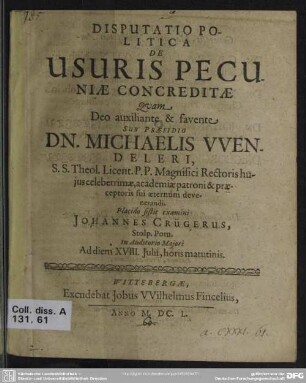 DISPUTATIO PO-
LITICA
DE
USURIS PECU-
NIÆ CONCREDITÆ
qvam
Deo auxiliante & favente
SUB PRÆSIDIO
DN. MICHAELIS VVEN-
DELERI,
S. S. Theol. Licent. P. P. Magnifici Rectoris hu-
jus celeberrimæ, academiæ patroni & præ-
ceptoris sui æternùm deve-
nerandi.
Placido sistit examini
JOHANNES CRÜGERUS,
Stolp. Pom.
In Auditorio Majori
Ad diem XVIII. Julii, horis matutinis.
WITTEBERGÆ,
Excudebat Johus VVilhelmus Fincelius,
ANNO M. DC. L.
Coll. diss. A
131, 61